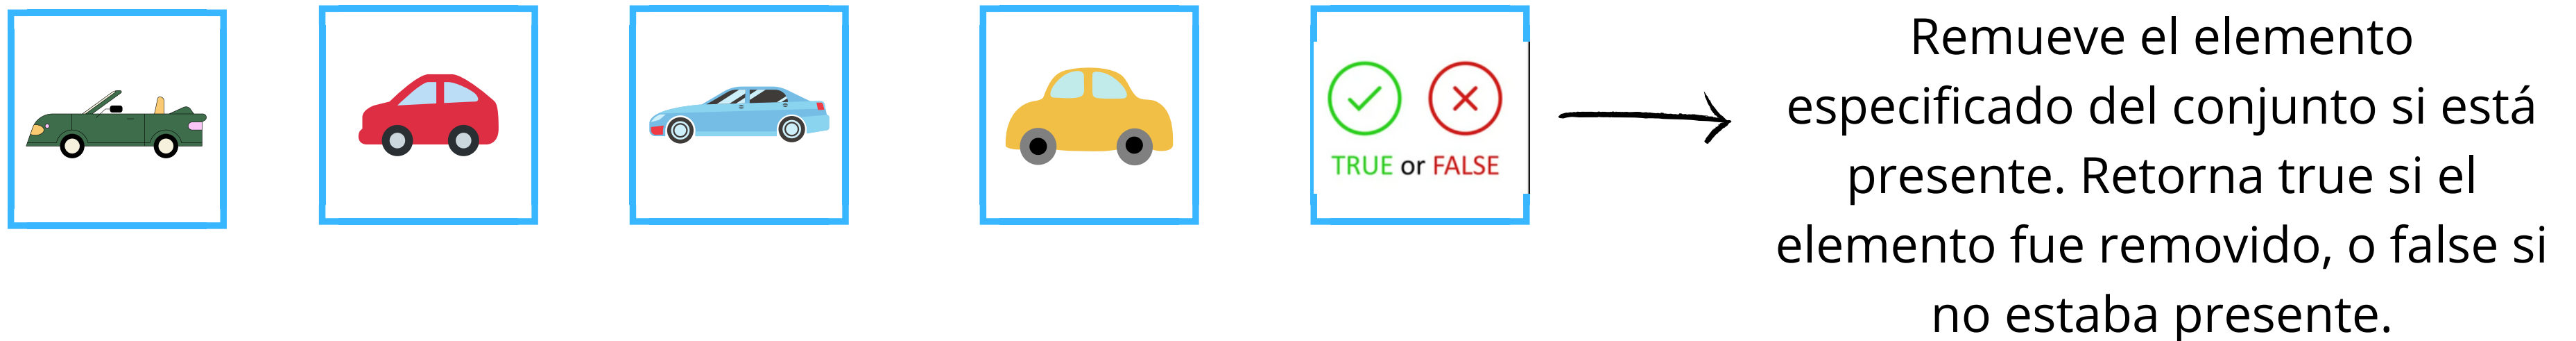 TRUE or FALSE
Remueve el elemento
especificado del conjunto si está
presente. Retorna true si el
elemento fue removido, o false si
no estaba presente.